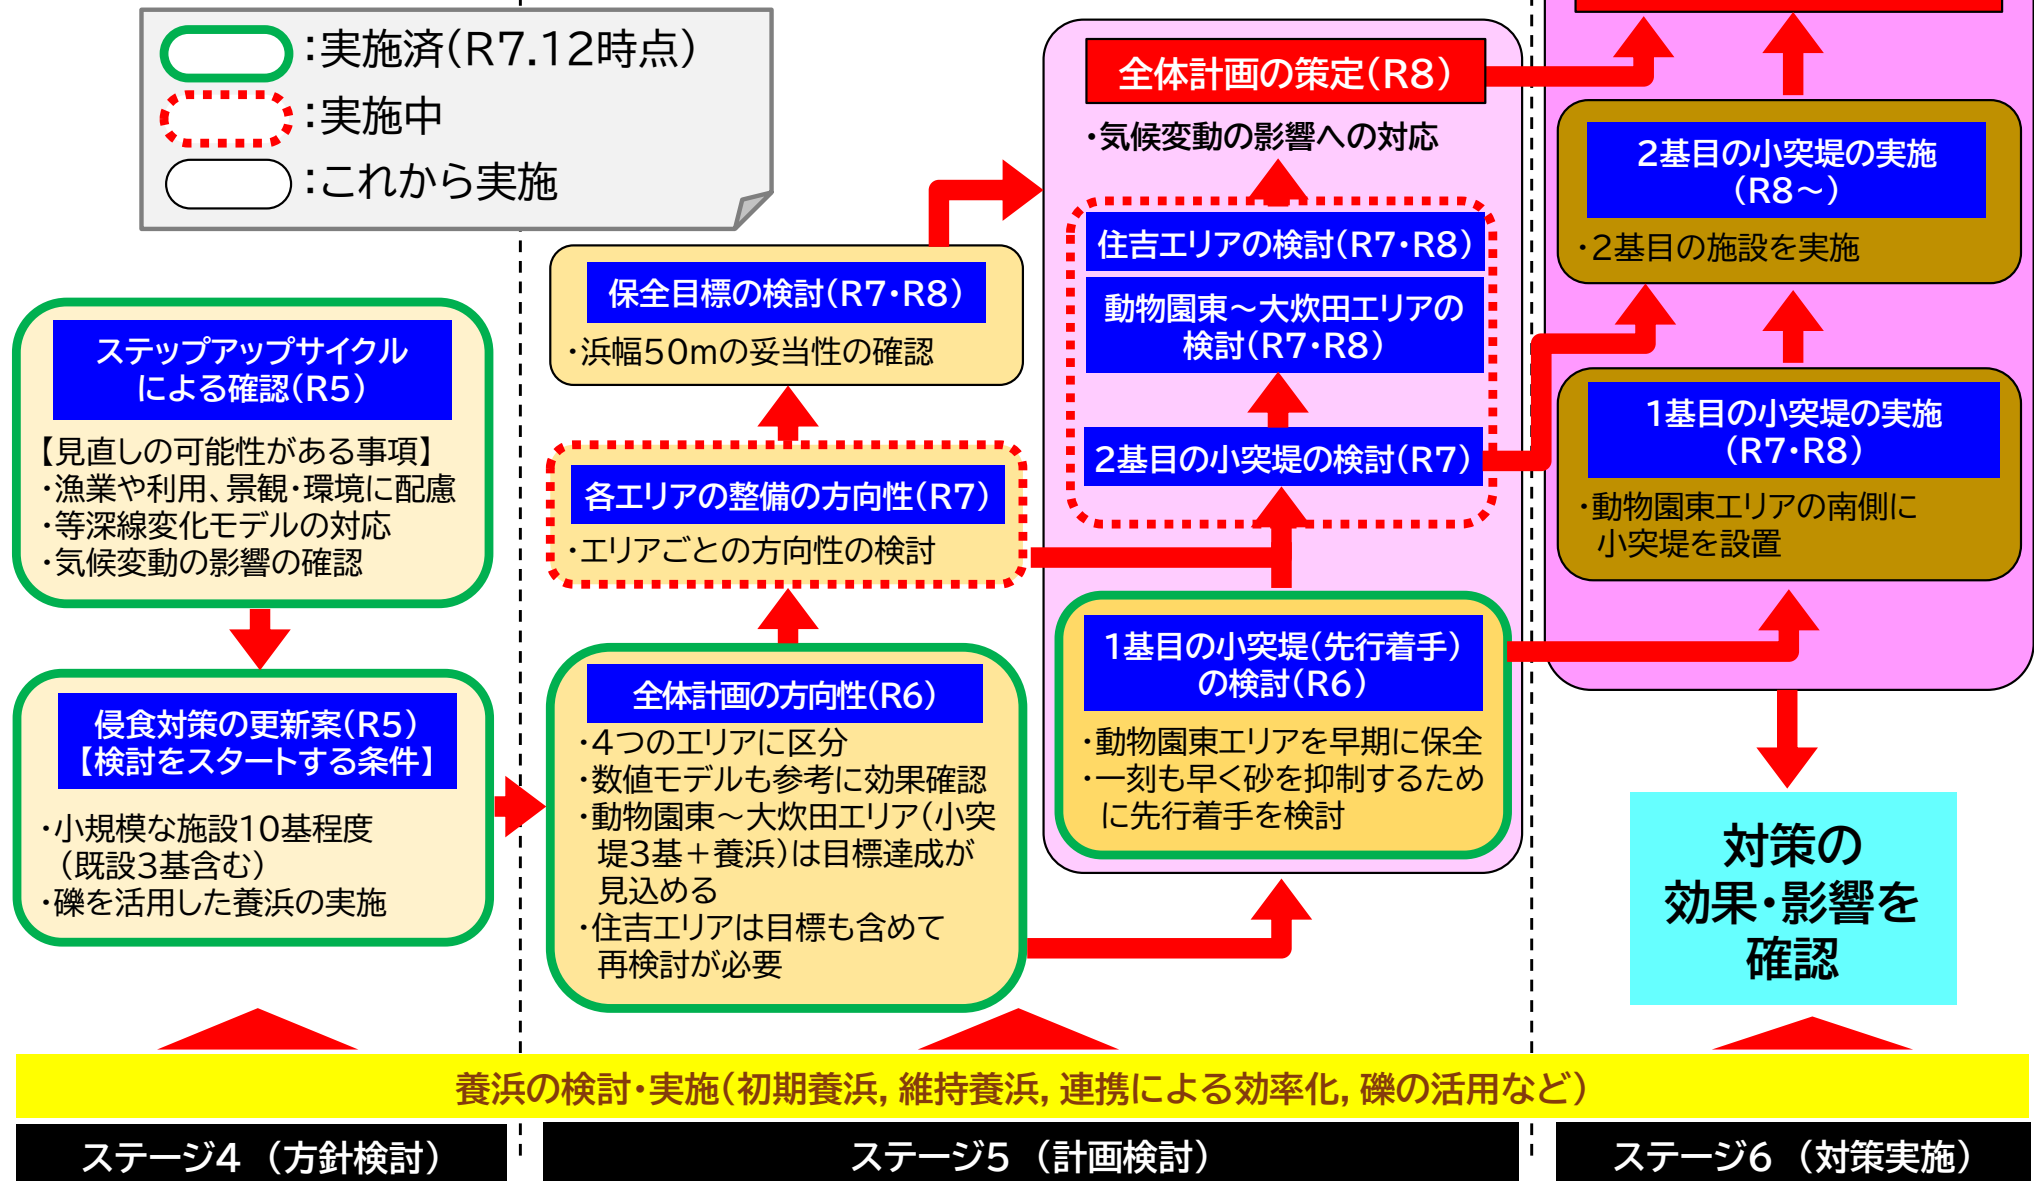 ：実施済（R7.12時点）
：実施中
：これから実施
ステップアップサイクル
による確認（R5）
【見直しの可能性がある事項】
・漁業や利用、景観・環境に配慮
・等深線変化モデルの対応
・気候変動の影響の確認
侵食対策の更新案（R5）
【検討をスタートする条件】
・小規模な施設10基程度
（既設3基含む）
・礫を活用した養浜の実施
保全目標の検討（R7・R8）
・浜幅50mの妥当性の確認
各エリアの整備の方向性（R7）
・エリアごとの方向性の検討
全体計画の方向性（R6）
・4つのエリアに区分
・数値モデルも参考に効果確認
・動物園東～大炊田エリア（小突
堤3基＋養浜）は目標達成が
見込める
・住吉エリアは目標も含めて
再検討が必要
全体計画の策定（R8）
・気候変動の影響への対応
住吉エリアの検討（R7・R8）
動物園東～大炊田エリアの
検討（R7・R8）
2基目の小突堤の検討（R7）
1基目の小突堤（先行着手）
の検討（R6）
・動物園東エリアを早期に保全
・一刻も早く砂を抑制するため
に先行着手を検討
2基目の小突堤の実施
（R8～）
・2基目の施設を実施
1基目の小突堤の実施
（R7・R8）
・動物園東エリアの南側に
小突堤を設置
対策の
効果・影響を
確認
養浜の検討・実施（初期養浜，維持養浜，連携による効率化，礫の活用など）
ステージ4 （方針検討）
ステージ5 （計画検討）
ステージ6 （対策実施）